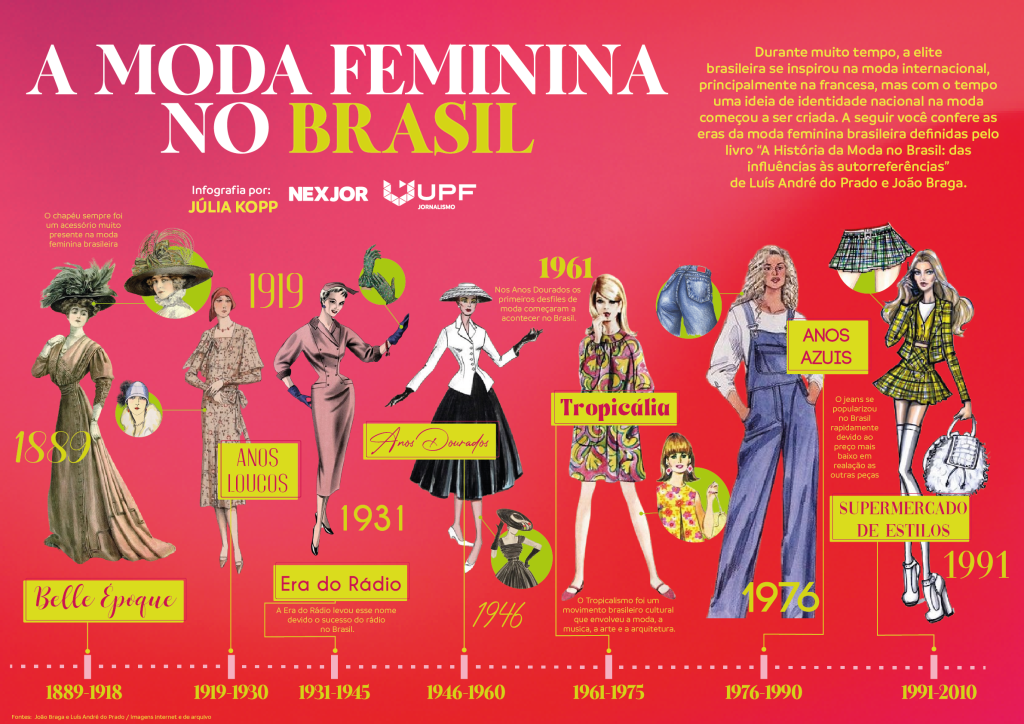 A MODA FEMININA
NO BRASIL
Durante muito tempo, a elite
brasileira se inspirou na moda internacional,
principalmente na francesa, mas com o tempo
uma ideia de identidade nacional na moda
começou a ser criada. A seguir você confere as
eras da moda feminina brasileira definidas pelo
livro “A História da Moda no Brasil: das
influências às autorreferências”
de Luís André do Prado e João Braga.
Infografia por:
JÚLIA KOPP
NEXJOR
UPF
JORNALISMO
O chapéu sempre foi
um acessório muito
presente na moda
feminina brasileira
1889
Belle Époque
1919
ANOS
LOUCOS
1931
Era do Rádio
A Era do Rádio levou esse nome
devido o sucesso do rádio
no Brasil.
Anos Dourados
1946
1961
Nos Anos Dourados os
primeiros desfiles de
moda começaram a
acontecer no Brasil.
Tropicália
O Tropicalismo foi um
movimento brasileiro cultural
que envolveu a moda, a
musica, a arte e a arquitetura.
ANOS
AZUIS
O jeans se
popularizou
no Brasil
rapidamente
devido ao
preço mais
baixo em
realação as
outras peças
1976
SUPERMERCADO
DE ESTILOS
1991
1889-1918
1919-1930
1931-1945
1946-1960
1961-1975
1976-1990
1991-2010
Fontes: João Braga e Luís André do Prado / Imagens internet e de arquivo